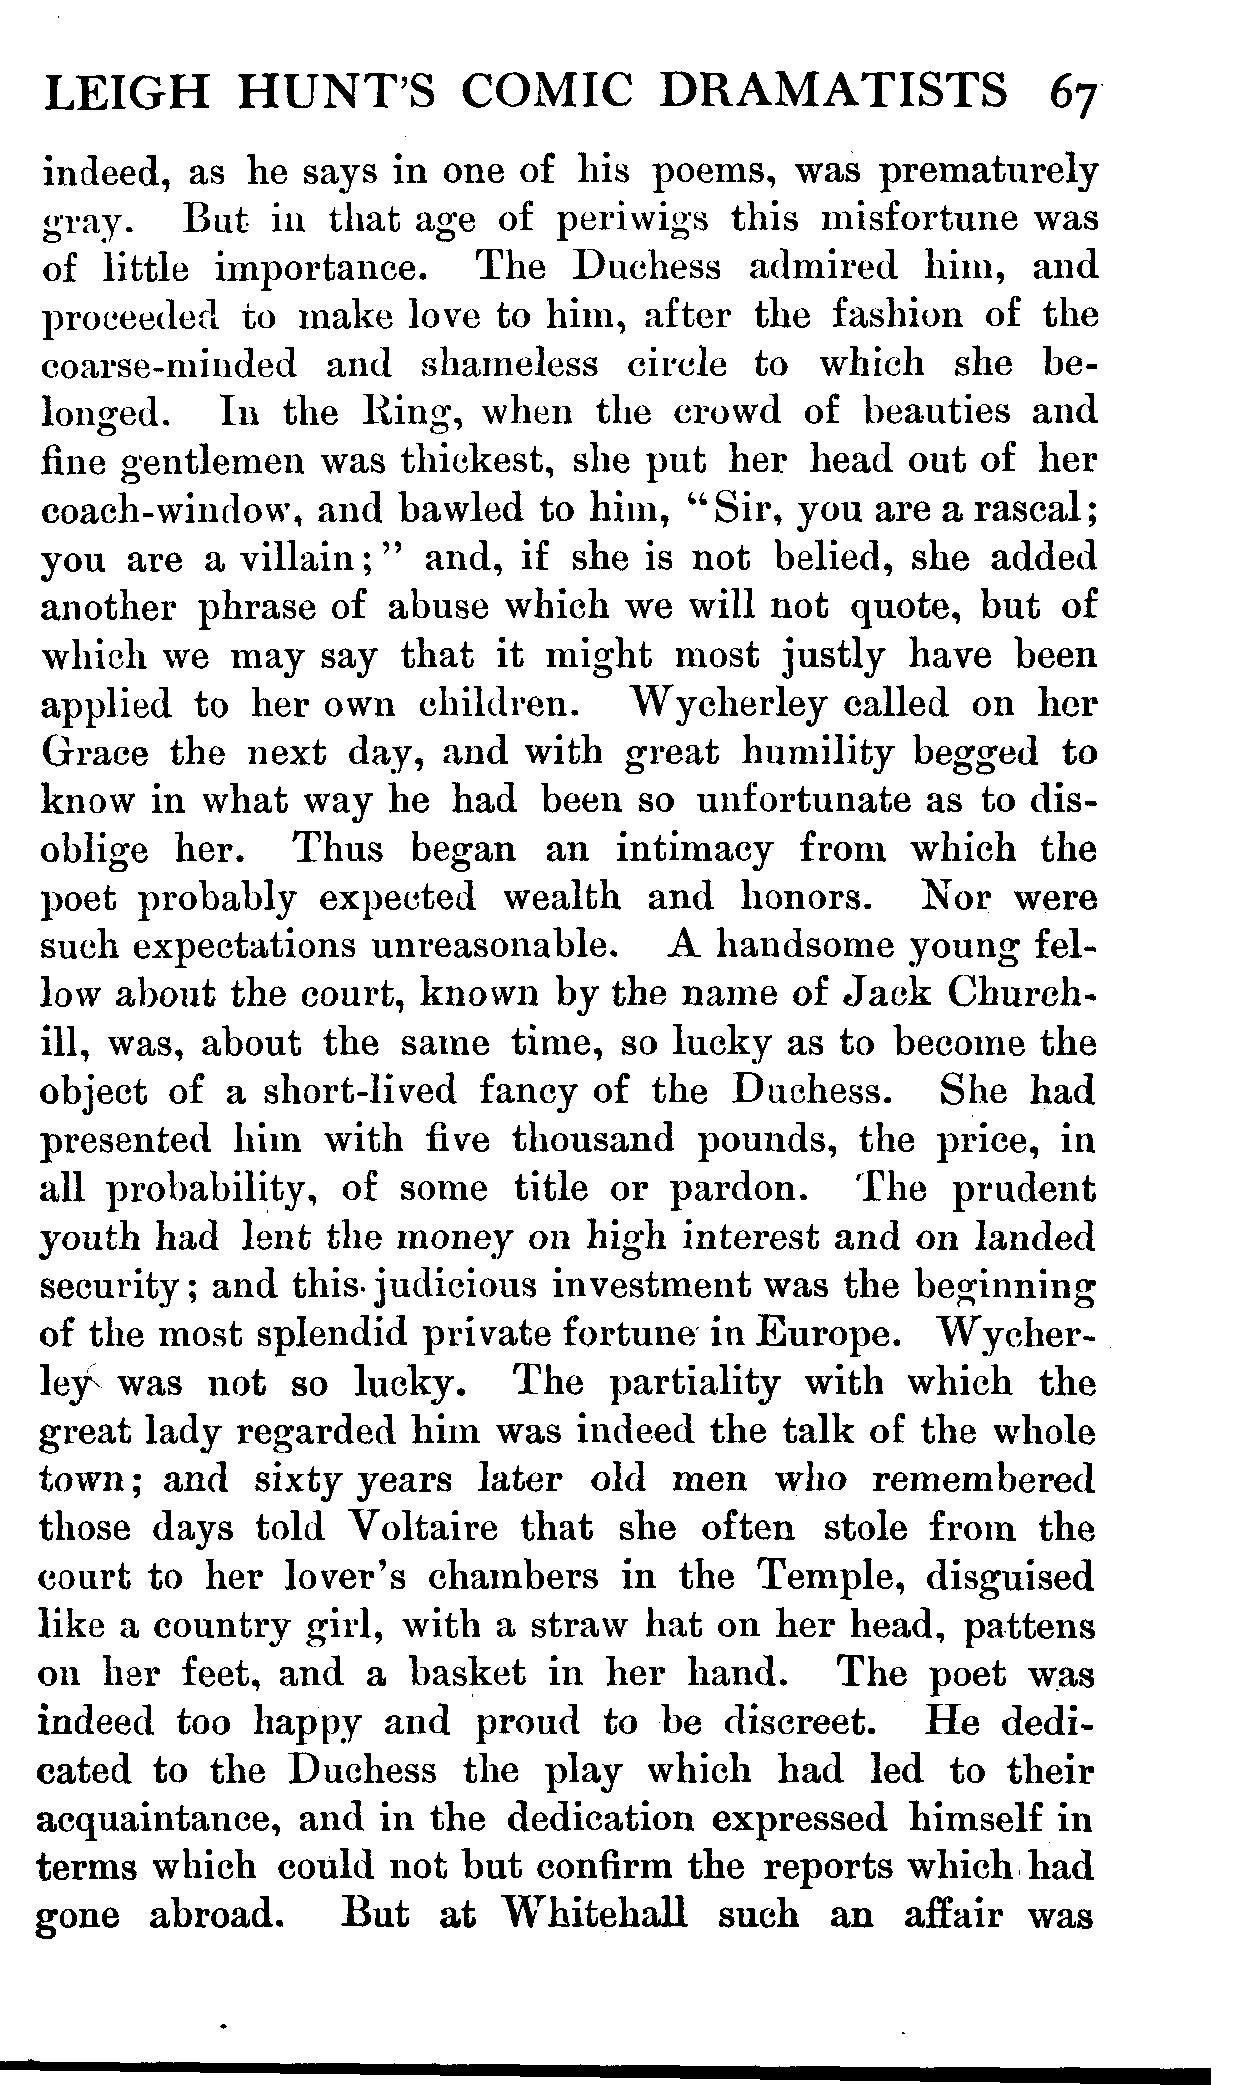 LEIGH HUNT'S COMIC DRAMATISTS 67
indeed, as he says in one of his poems, was prematurely
gray. But in that age of periwigs this misfortune was
of little importance. The Duchess admired him, and
proceeded to make love to him, after the fashion of the
coarse-minded and shameless circle to which she be-
longed. In the Ring, when the crowd of beauties and
fine gentlemen was thickest, she put her head out of her
coach-window, and bawled to him, "Sir, you are a rascal;
you are a villain;" and, if she is not belied, she added
another phrase of abuse which we will not quote, but of
which we may say that it might most justly have been
applied to her own children. Wycherley called on her
Grace the next day, and with great humility begged to
know in what way he had been so unfortunate as to dis-
oblige her. Thus began an intimacy from which the
poet probably expected wealth and honors. Nor were
such expectations unreasonable. A handsome young fel-
low about the court, known by the name of Jack Church-
ill, was, about the same time, so lucky as to become the
object of a short-lived fancy of the Duchess. She had
presented him with five thousand pounds, the price, in
all probability, of some title or pardon. The prudent
youth had lent the money on high interest and on landed
security; and this judicious investment was the beginning
of the most splendid private fortune in Europe. Wycher-
ley was not so lucky. The partiality with which the
great lady regarded him was indeed the talk of the whole
town; and sixty years later old men who remembered
those days told Voltaire that she often stole from the
court to her lover's chambers in the Temple, disguised
like a country girl, with a straw hat on her head, pattens
on her feet, and a basket in her hand. The poet was
indeed too happy and proud to be discreet. He dedi-
cated to the Duchess the play which had led to their
acquaintance, and in the dedication expressed himself in
terms which could not but confirm the reports which had
gone abroad. But at Whitehall such an affair was